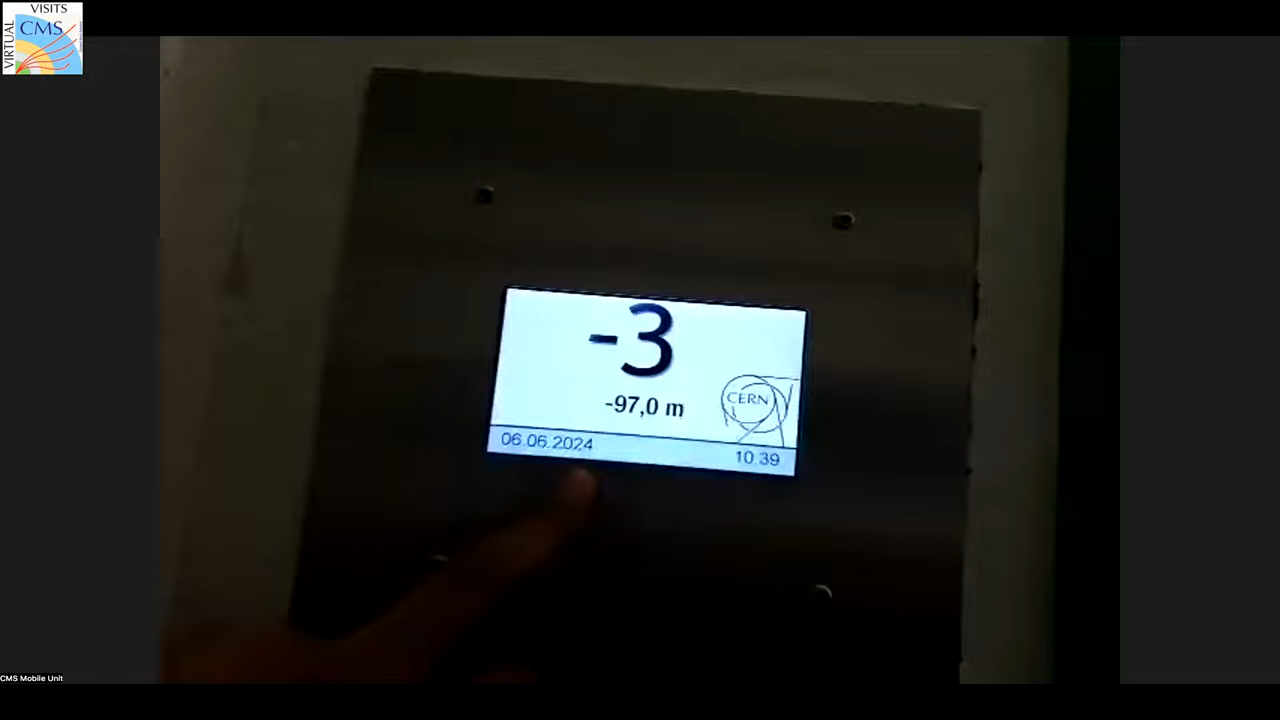 VISITS
CMS
VIRTUAL
-3
-97,0 m
CERN
06.06.2024
10 39
CMS Mobile Unit